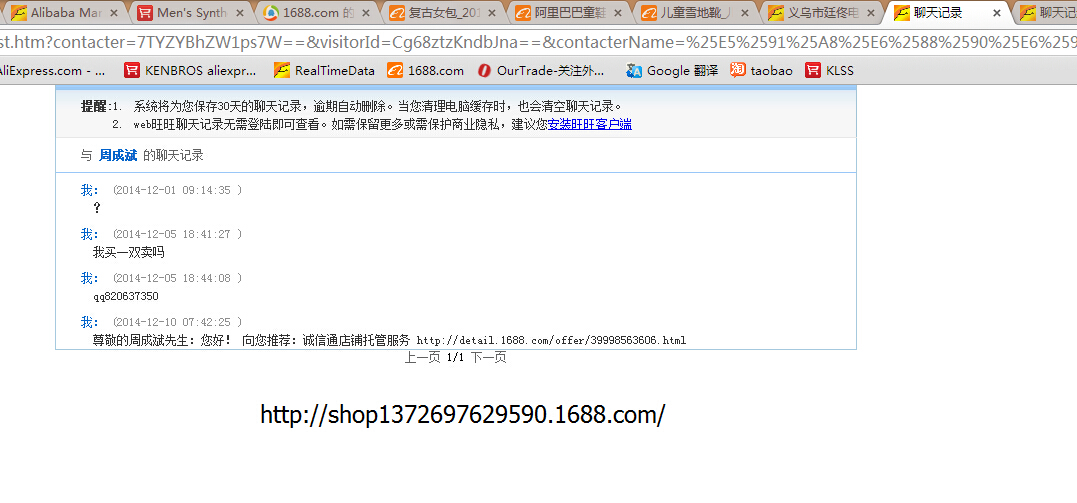 Alibaba Ma
Men's Synth
1688.com 的
复古女包_201
阿里巴巴童鞋
儿童雪地靴_儿
义乌市廷佟电
聊天记录
聊天记
st.htm?contacter=7TYZYBhZW1ps7W==&visitorId=Cg68ztzKndbJna==&contacterName=%25E5%2591%25A8%25E6%2588%2590%25E6%259
AliExpress.com - ...
KENBROS aliexpr...
RealTimeData
1688.com
OurTrade-关注外...
Google 翻译
taobao
KLSS
提醒:1. 系统将为您保存30天的聊天记录，逾期自动删除。当您清理电脑缓存时，也会清空聊天记录。
2. web旺旺聊天记录无需登陆即可查看。如需保留更多或需保护商业隐私，建议您安装旺旺客户端
与 周成斌 的聊天记录
我: (2014-12-01 09:14:35 )
?
我: (2014-12-05 18:41:27 )
我买一双卖吗
我: (2014-12-05 18:44:08 )
qq820637350
我: (2014-12-10 07:42:25 )
尊敬的周成斌先生：您好！ 向您推荐：诚信通店铺托管服务 http://detail.1688.com/offer/39998563606.html
上一页 1/1 下一页
http://shop1372697629590.1688.com/